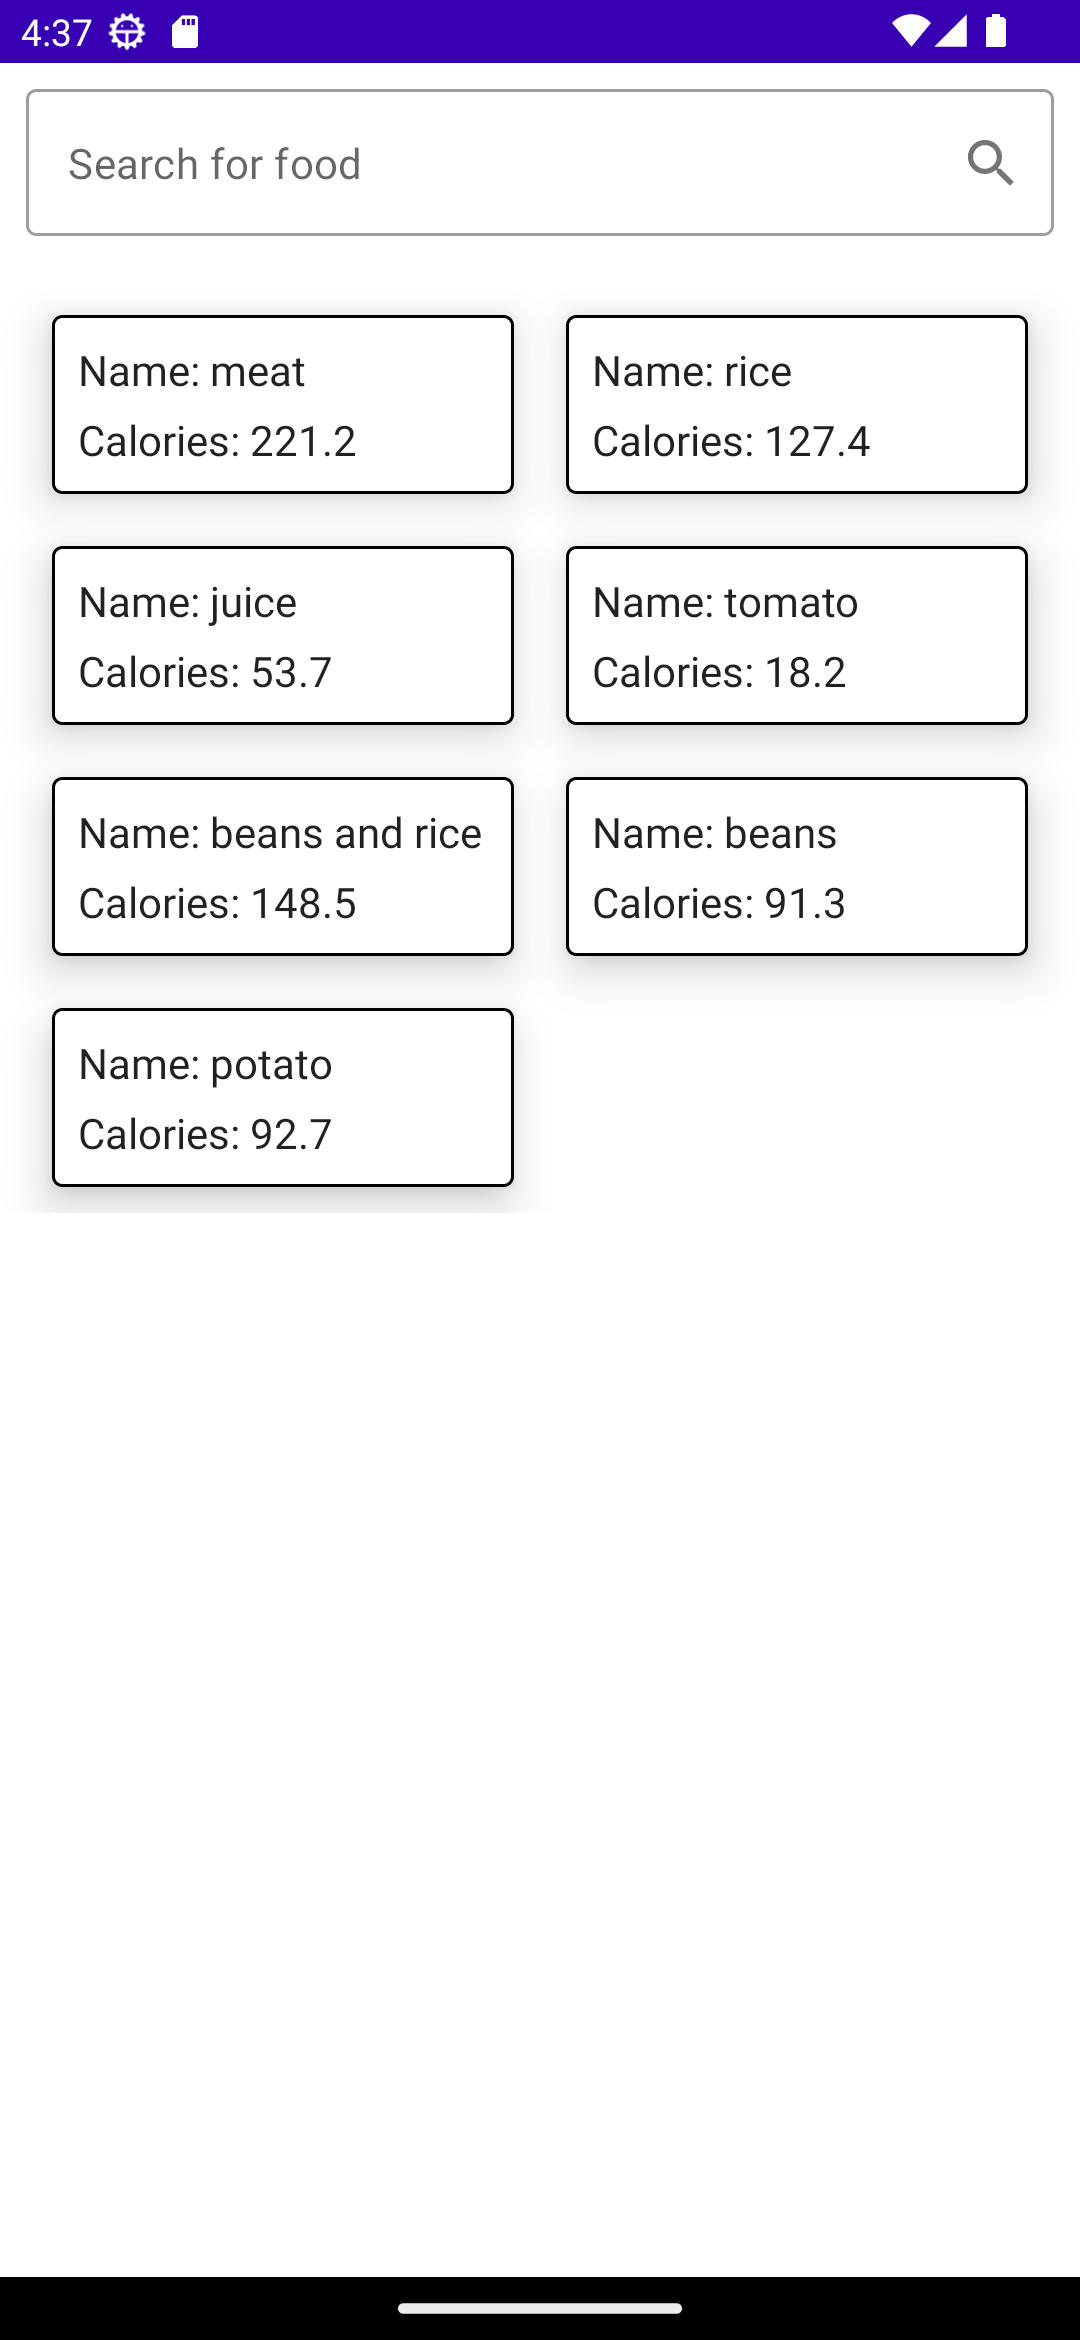 4:37
Search for food
Name: meat
Calories: 221.2
Name: rice
Calories: 127.4
Name: juice
Calories: 53.7
Name: tomato
Calories: 18.2
Name: beans and rice
Calories: 148.5
Name: beans
Calories: 91.3
Name: potato
Calories: 92.7